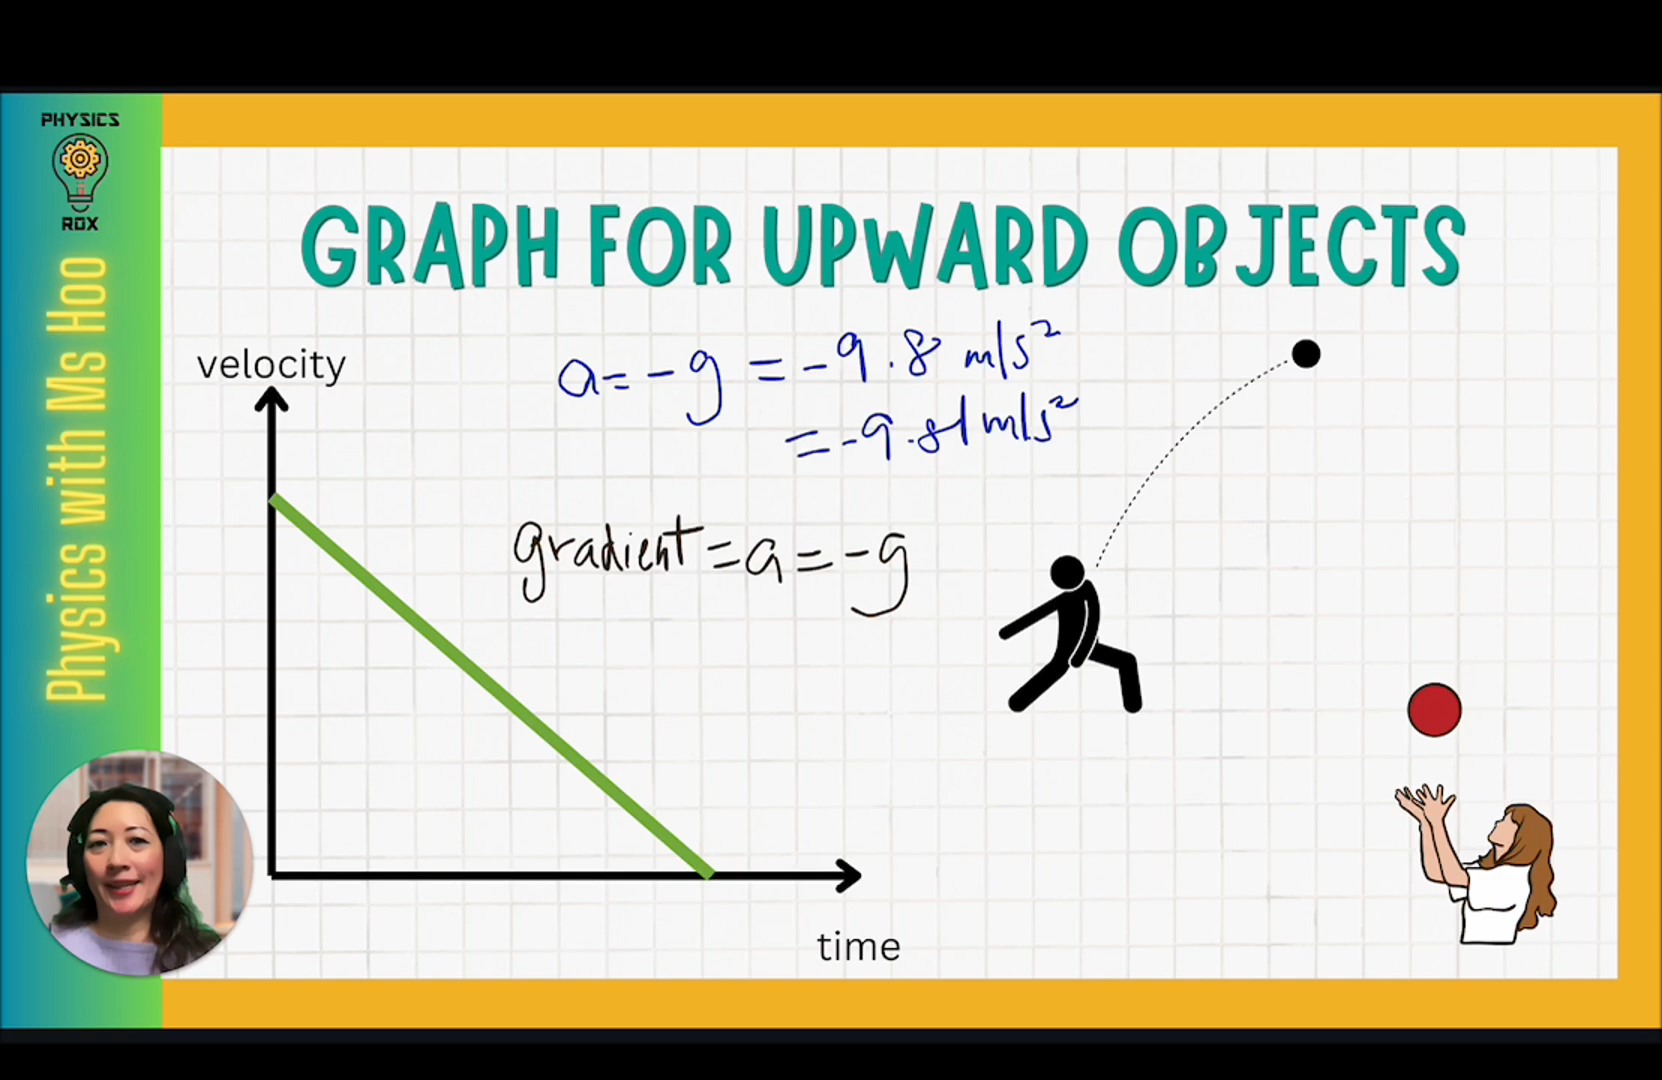 PHYSICS
ROX
Physics with Ms Hoo
GRAPH FOR UPWARD OBJECTS
velocity
a = -g = -9.8 m/s²
= -9.81 m/s²
gradient = a = -g
time